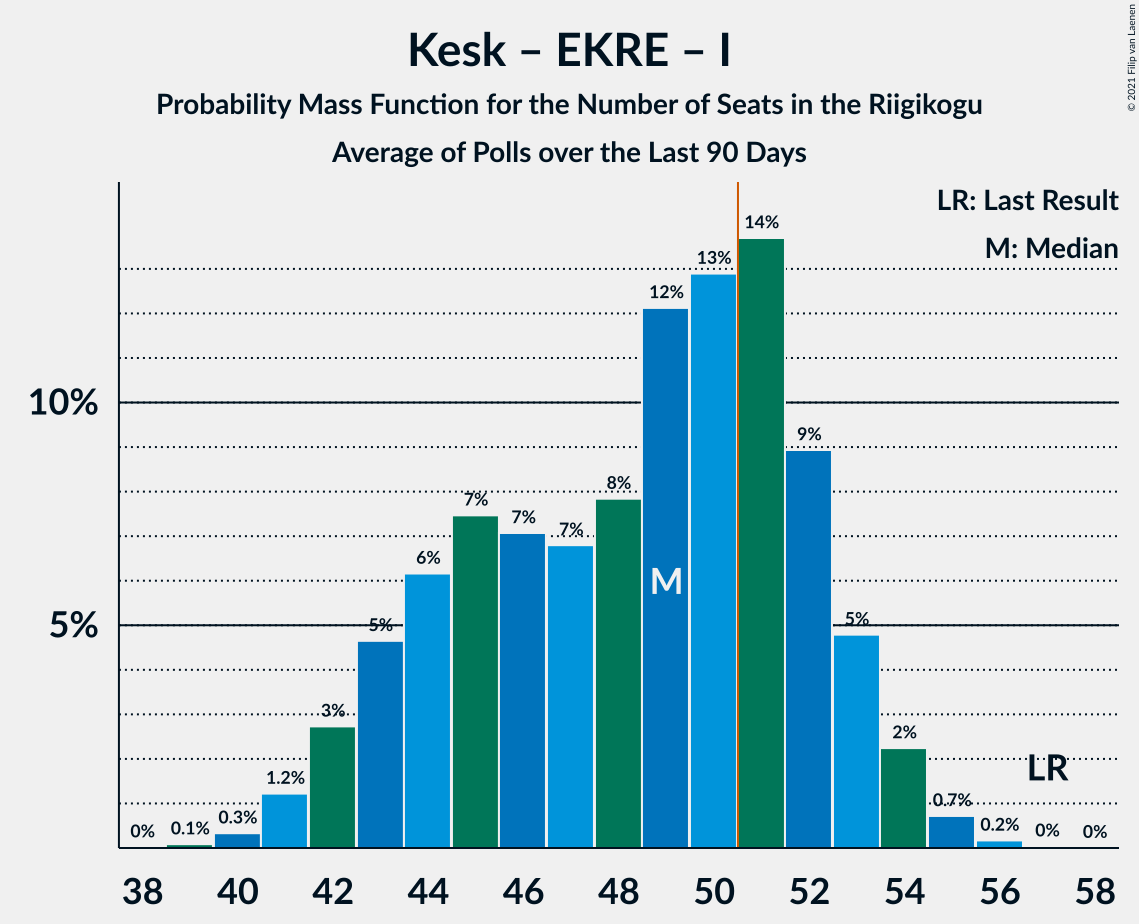 Kesk – EKRE – I
Probability Mass Function for the Number of Seats in the Riigikogu
Average of Polls over the Last 90 Days
© 2021 Filip van Laenen
LR: Last Result
M: Median
10%
5%
0%
0.1%
0.3%
1.2%
3%
5%
6%
7%
7%
7%
8%
12%
13%
14%
9%
5%
2%
0.7%
0.2%
0%
0%
M
LR
38 40 42 44 46 48 50 52 54 56 58